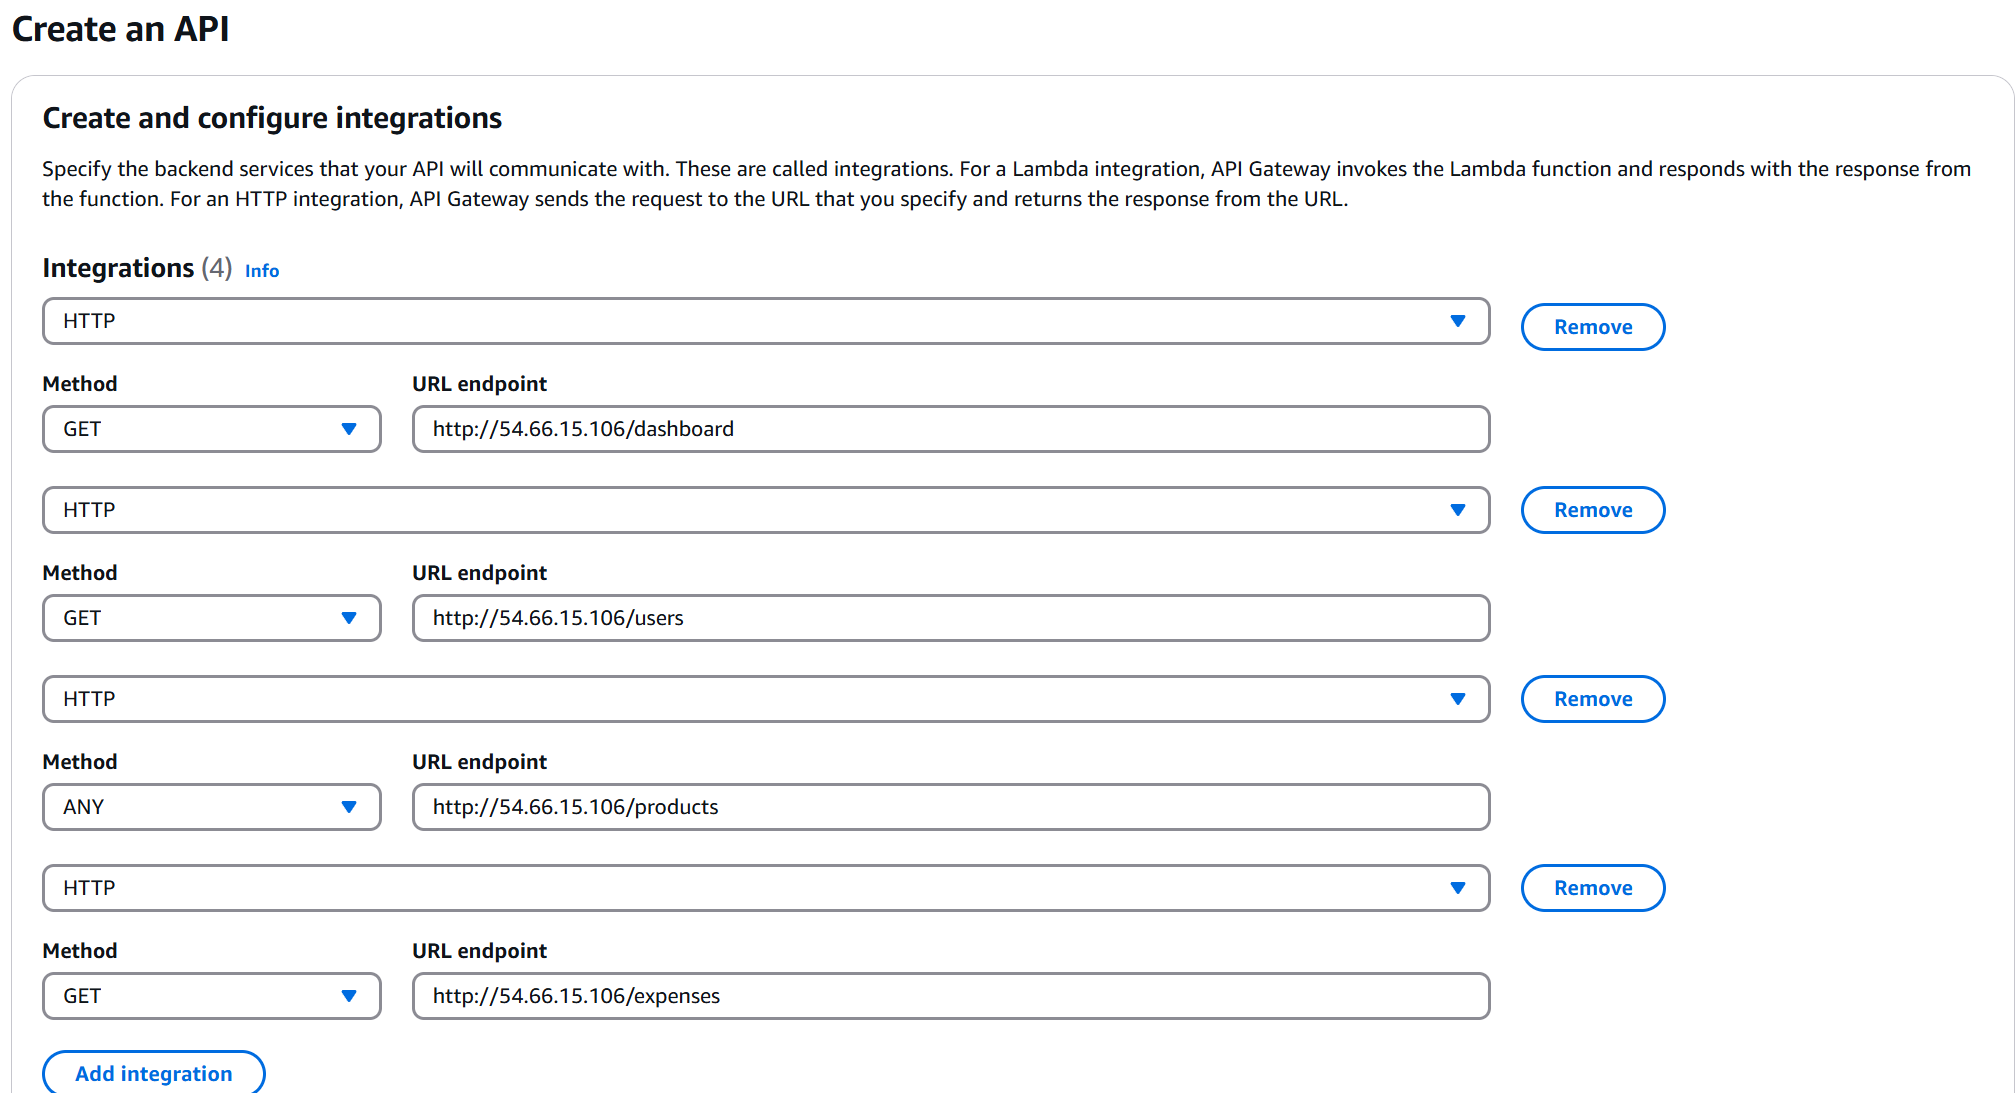 Create an API
Create and configure integrations
Specify the backend services that your API will communicate with. These are called integrations. For a Lambda integration, API Gateway invokes the Lambda function and responds with the response from
the function. For an HTTP integration, API Gateway sends the request to the URL that you specify and returns the response from the URL.
Integrations (4) Info
HTTP
Remove
Method URL endpoint
GET http://54.66.15.106/dashboard
HTTP
Remove
Method URL endpoint
GET http://54.66.15.106/users
HTTP
Remove
Method URL endpoint
ANY http://54.66.15.106/products
HTTP
Remove
Method URL endpoint
GET http://54.66.15.106/expenses
Add integration